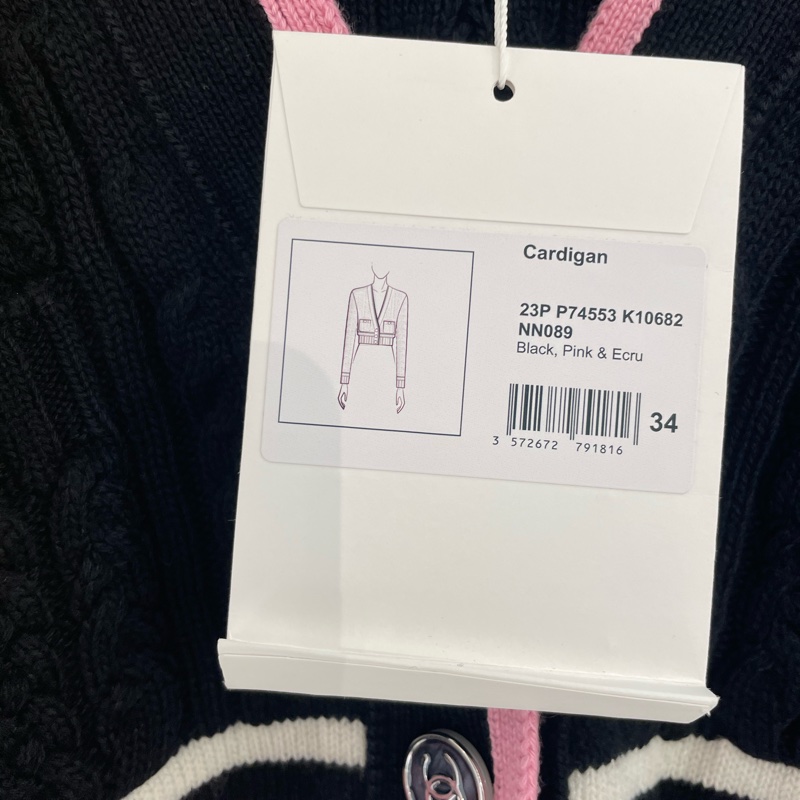 Cardigan
23P P74553 K10682
NN089
Black, Pink & Ecru
34
3 572672 791816